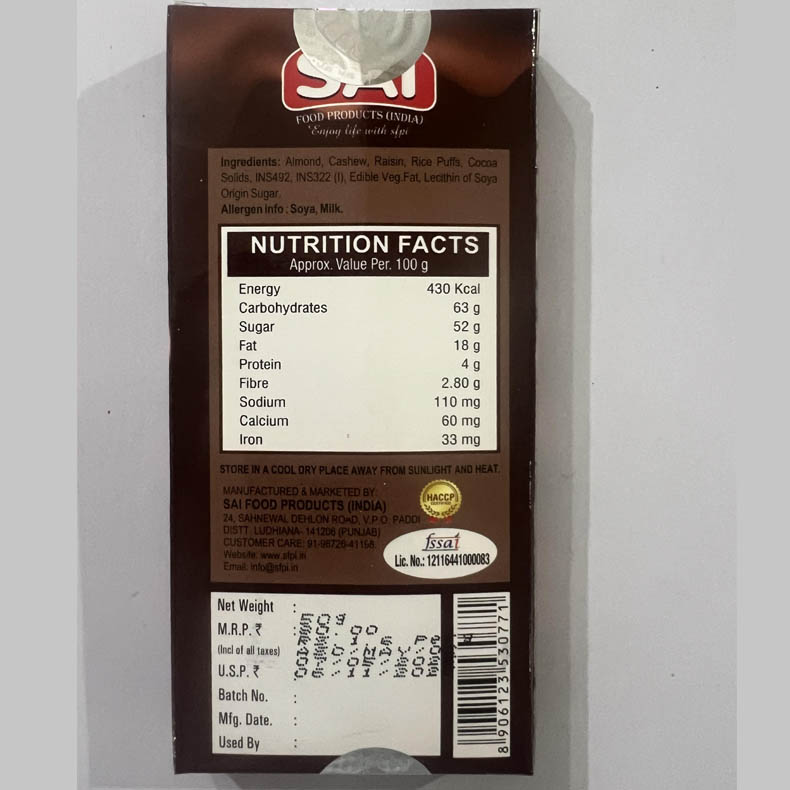 SAI
FOOD PRODUCTS (INDIA)
'Enjoy life with sfpi
Ingredients: Almond, Cashew, Raisin, Rice Puffs, Cocoa
Solids, INS492, INS322 (I), Edible Veg.Fat, Lecithin of Soya
Origin Sugar.
Allergen info : Soya, Milk.
NUTRITION FACTS
Approx. Value Per. 100 g
Energy 430 Kcal
Carbohydrates 63 g
Sugar 52 g
Fat 18 g
Protein 4 g
Fibre 2.80 g
Sodium 110 mg
Calcium 60 mg
Iron 33 mg
STORE IN A COOL DRY PLACE AWAY FROM SUNLIGHT AND HEAT.
MANUFACTURED & MARKETED BY:
SAI FOOD PRODUCTS (INDIA)
24, SAHNEWAL DEHLON ROAD, V.P.O. PADDI
DISTT. LUDHIANA- 141206 (PUNJAB)
CUSTOMER CARE: 91-98726-41168
Website: www.sfpi.in
Email: info@sfpi.in
HACCP
CERTIFIED
fssai
Lic. No.: 12116441000083
Net Weight :
M.R.P. ₹ :
(Incl of all taxes)
U.S.P. ₹
Batch No. :
Mfg. Date. :
Used By :
8 906123 530771